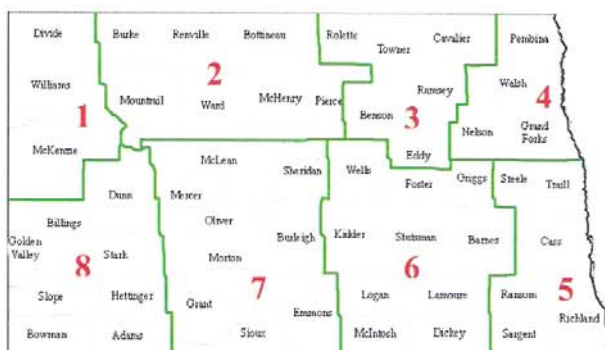 Divide
Burke
Renville
Bottineau
Rolette
Towner
Cavalier
Pembina
Williams
2
Ramsey
Walsh
4
1
Mountrail
Ward
McHenry
Pierce
Benson
3
Nelson
Grand
Forks
McKenzie
McLean
Sheridan
Wells
Eddy
Foster
Griggs
Steele
Traill
Dunn
Mercer
Oliver
Billings
Golden
Valley
Stark
Morton
Burleigh
Kidder
Stutsman
Barnes
Cass
8
7
6
5
Slope
Hettinger
Grant
Emmons
Logan
Lamoure
Ransom
Richland
Bowman
Adams
Sioux
McIntosh
Dickey
Sargent